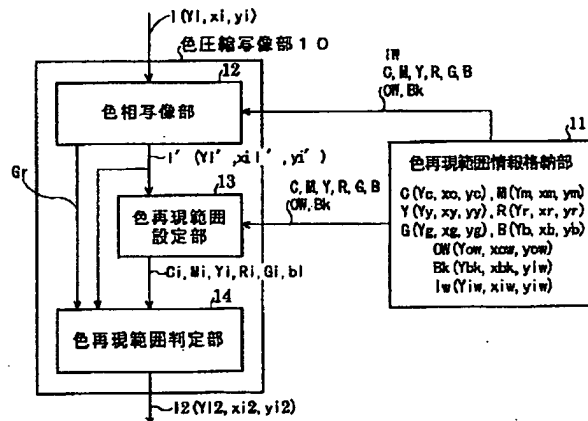 I(YI, xi, yi)
色圧縮写像部10
12
色相写像部
Iw
C, M, Y, R, G, B
OW, Bk
11
色再現範囲情報格納部
C(Yc, xc, yc), M(Ym, xm, ym)
Y(Yy, xy, yy), R(Yr, xr, yr)
G(Yg, xg, yg), B(Yb, xb, yb)
OW(Yow, xow, yow)
Bk(Ybk, xbk, yiw)
Iw(Yiw, xiw, yiw)
Gr
I' (YI', xiI', yi')
13
C, M, Y, R, G, B
OW, Bk
色再現範囲
設定部
Ci, Mi, Yi, Ri, Gi, bI
14
色再現範囲判定部
I2(YI2, xi2, yi2)